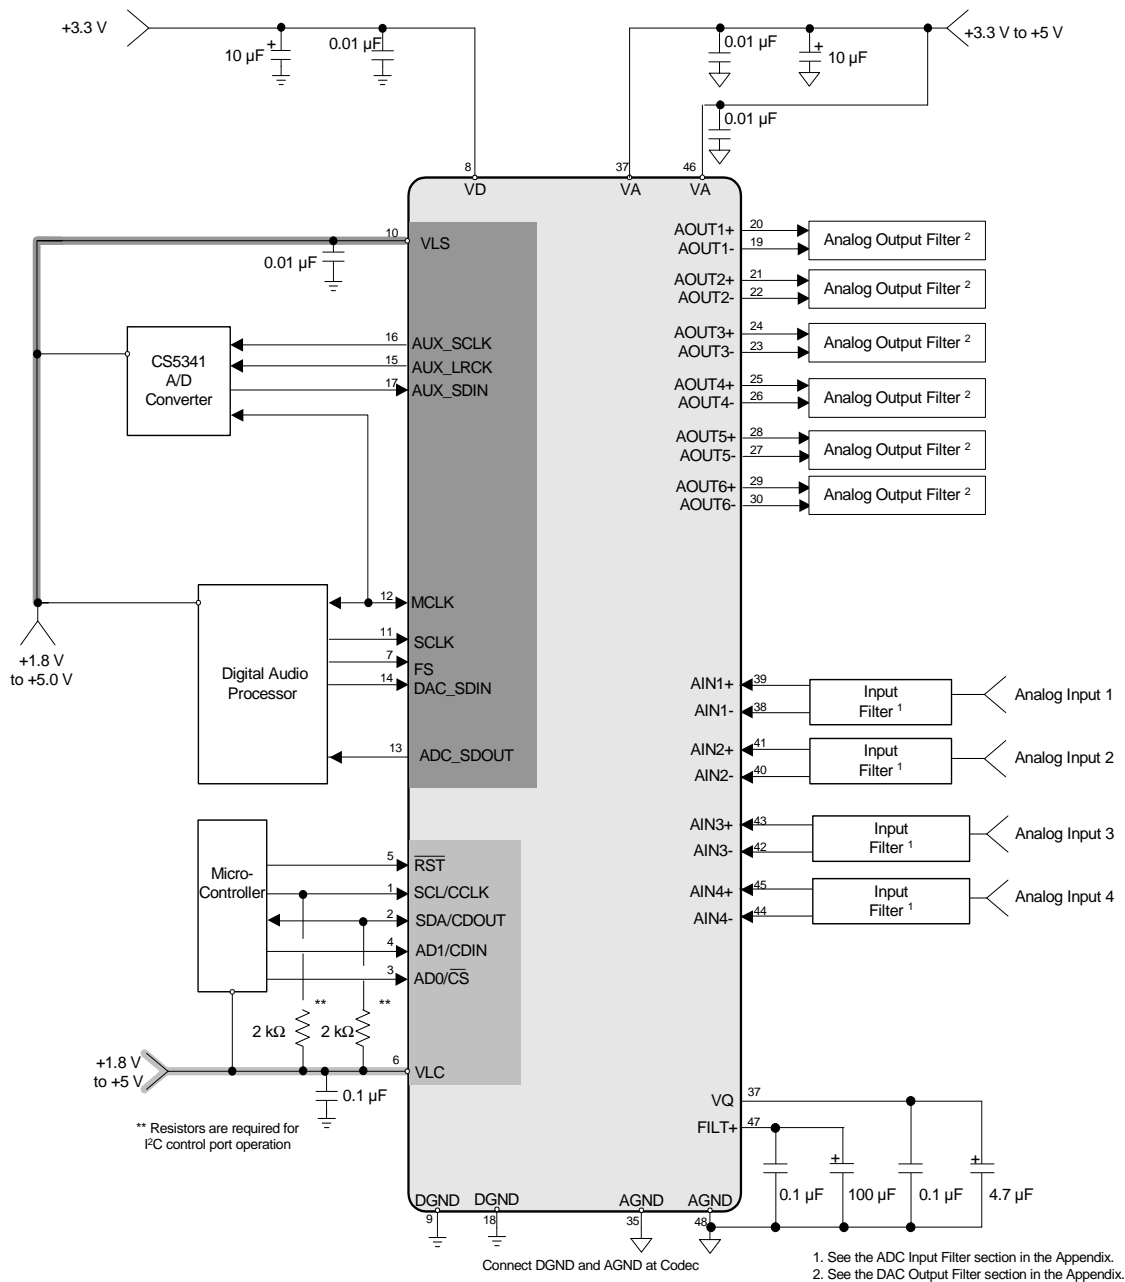 +3.3 V
10 µF
+
0.01 µF
0.01 µF
+
10 µF
+3.3 V to +5 V
0.01 µF
8
VD
37
VA
46
VA
10
VLS
0.01 µF
CS5341
A/D
Converter
16
AUX_SCLK
15
AUX_LRCK
17
AUX_SDIN
AOUT1+
20
AOUT1-
19
Analog Output Filter 2
AOUT2+
21
AOUT2-
22
Analog Output Filter 2
AOUT3+
24
AOUT3-
23
Analog Output Filter 2
AOUT4+
25
AOUT4-
26
Analog Output Filter 2
AOUT5+
28
AOUT5-
27
Analog Output Filter 2
AOUT6+
29
AOUT6-
30
Analog Output Filter 2
+1.8 V
to +5.0 V
Digital Audio
Processor
12
MCLK
11
SCLK
7
FS
14
DAC_SDIN
13
ADC_SDOUT
AIN1+
39
AIN1-
38
Input
Filter 1
Analog Input 1
AIN2+
41
AIN2-
40
Input
Filter 1
Analog Input 2
AIN3+
43
AIN3-
42
Input
Filter 1
Analog Input 3
AIN4+
45
AIN4-
44
Input
Filter 1
Analog Input 4
Micro-
Controller
5
RST
1
SCL/CCLK
2
SDA/CDOUT
4
AD1/CDIN
3
AD0/CS
**
**
2 kΩ
2 kΩ
+1.8 V
to +5 V
6
VLC
0.1 µF
** Resistors are required for
I2C control port operation
VQ
37
FILT+
47
+
+
0.1 µF
100 µF
0.1 µF
4.7 µF
DGND
9
DGND
18
AGND
35
AGND
48
Connect DGND and AGND at Codec
1. See the ADC Input Filter section in the Appendix.
2. See the DAC Output Filter section in the Appendix.